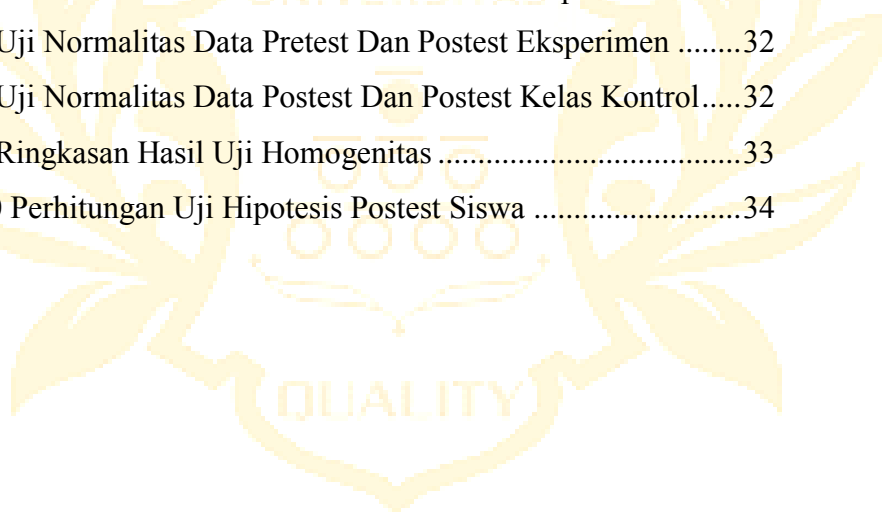 Uji Normalitas Data Pretest Dan Postest Eksperimen ........32
Uji Normalitas Data Postest Dan Postest Kelas Kontrol.....32
Ringkasan Hasil Uji Homogenitas ...................................33
Perhitungan Uji Hipotesis Postest Siswa ........................34
QUALITY